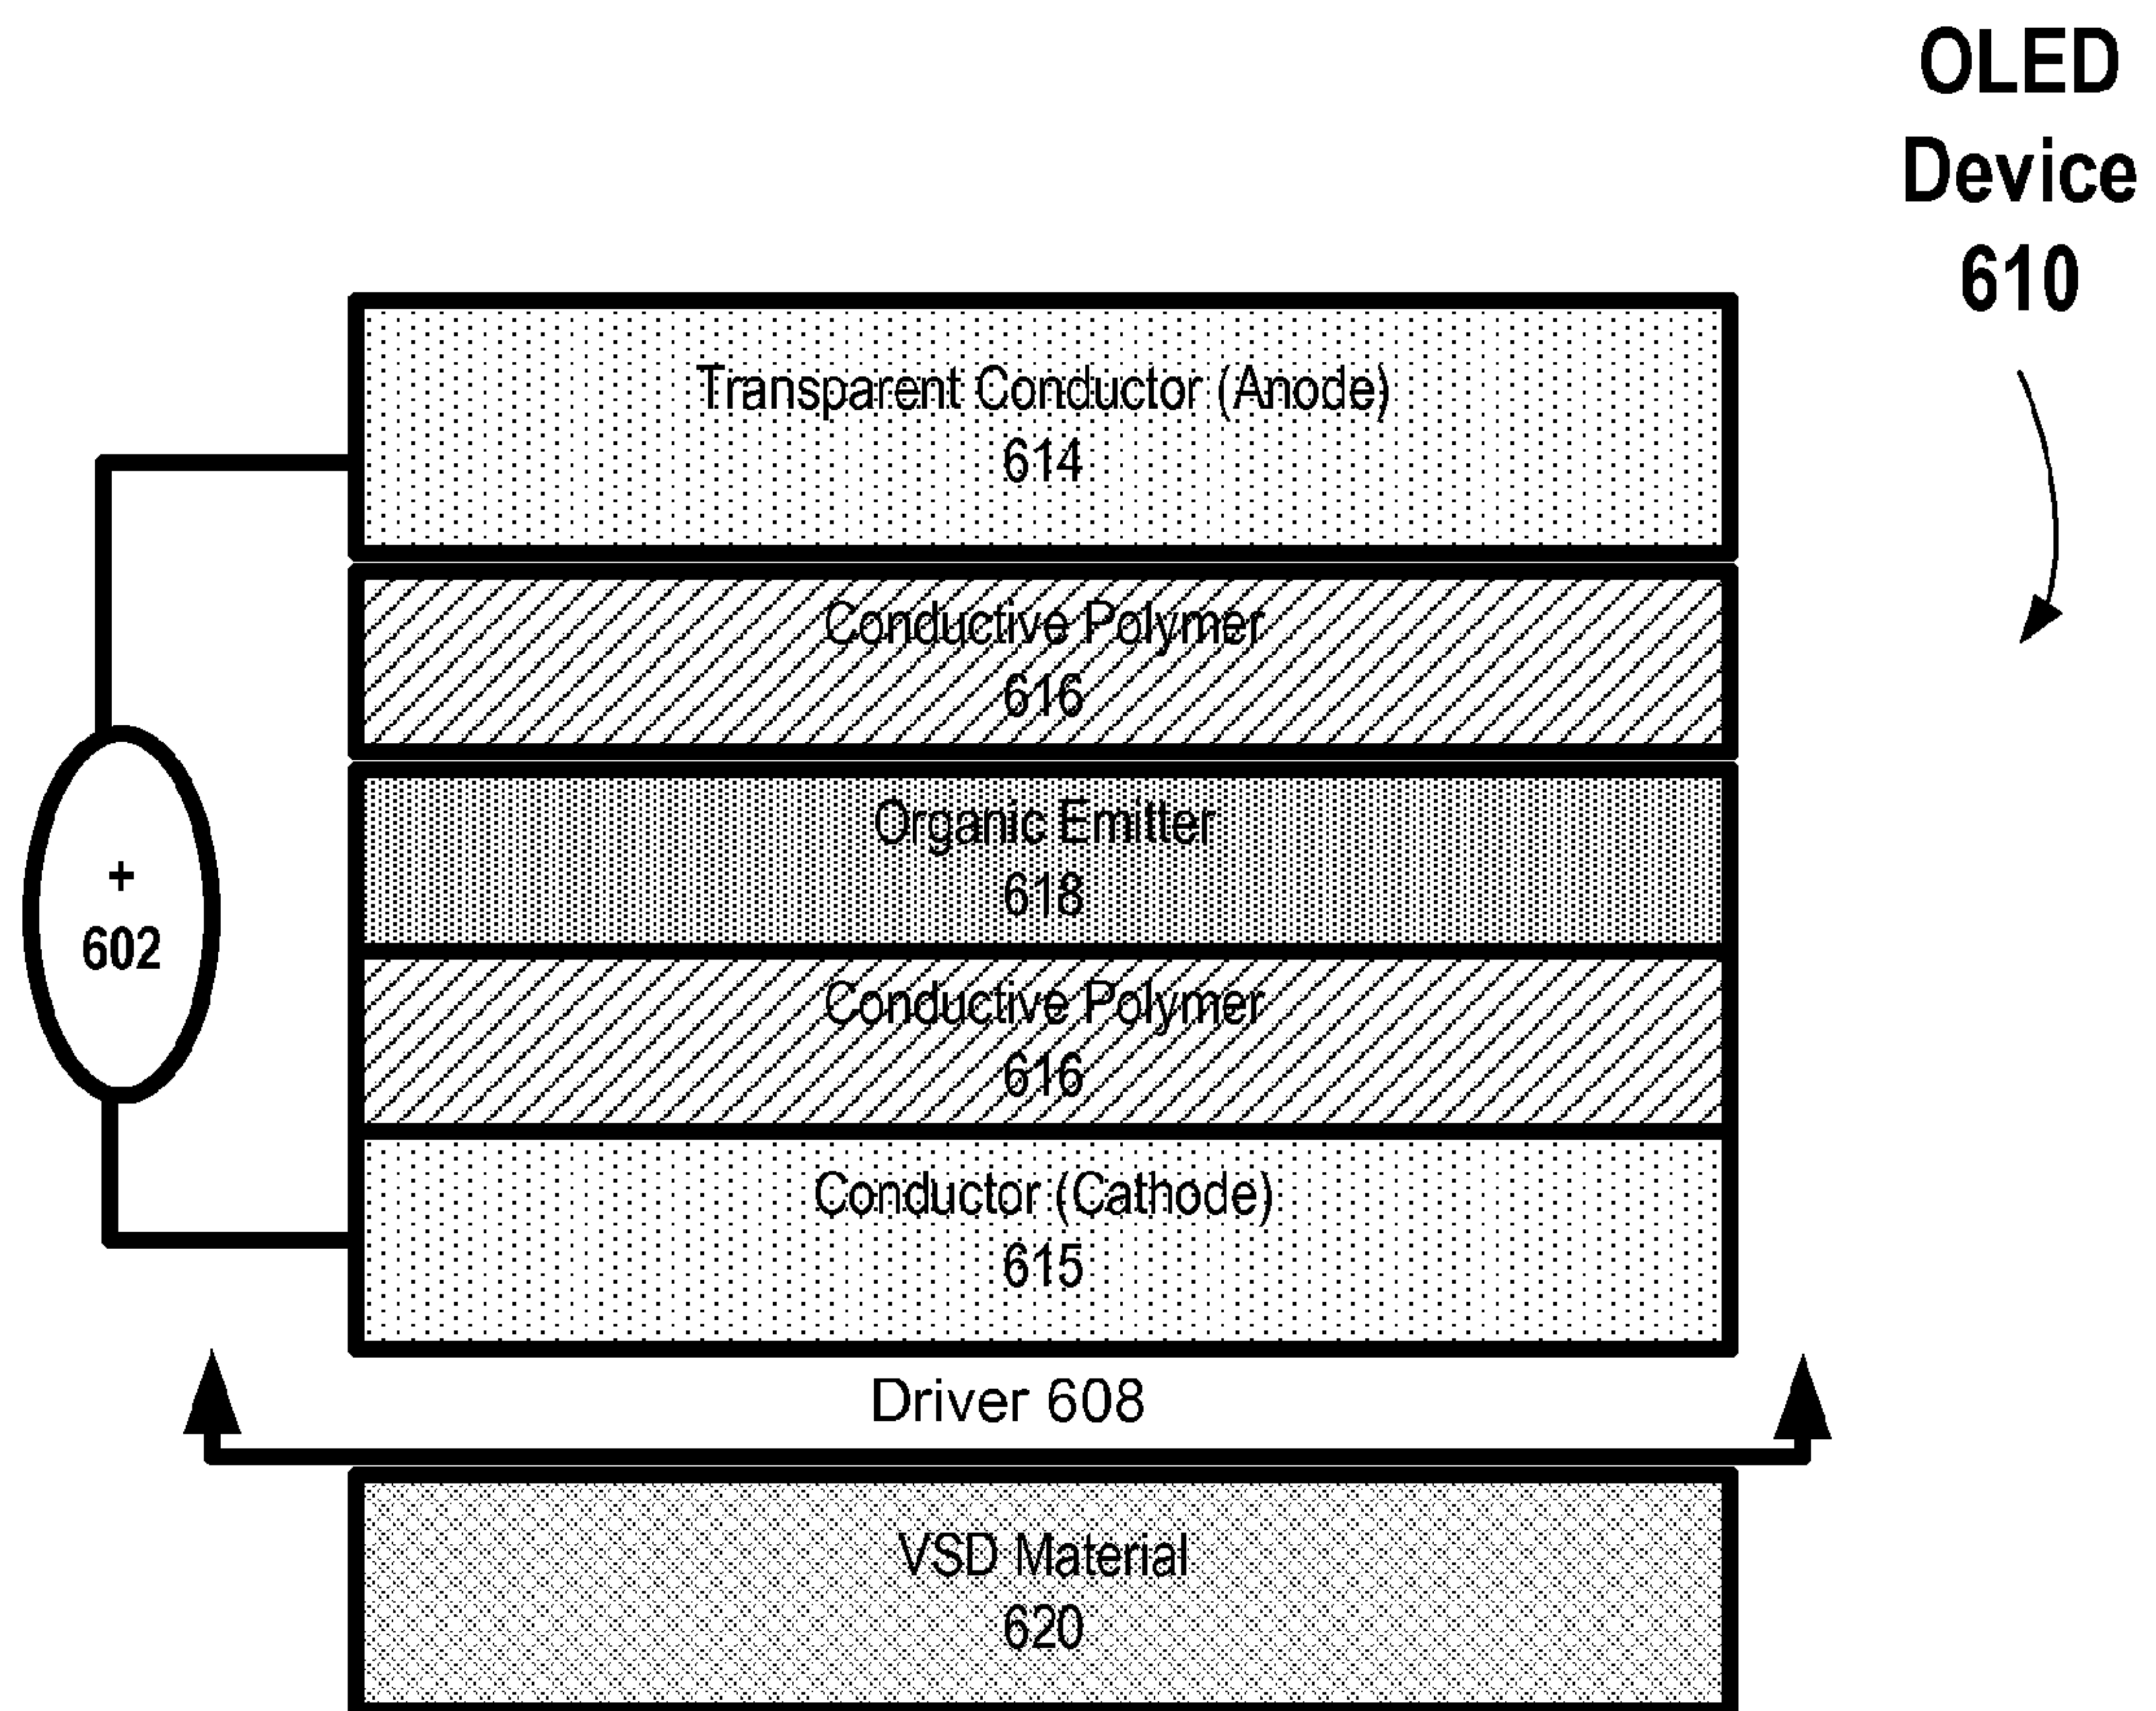 OLED
Device
610
Transparent Conductor (Anode)
614
Conductive Polymer
616
Organic Emitter
618
+
602
Conductive Polymer
616
Conductor (Cathode)
615
Driver 608
VSD Material
620